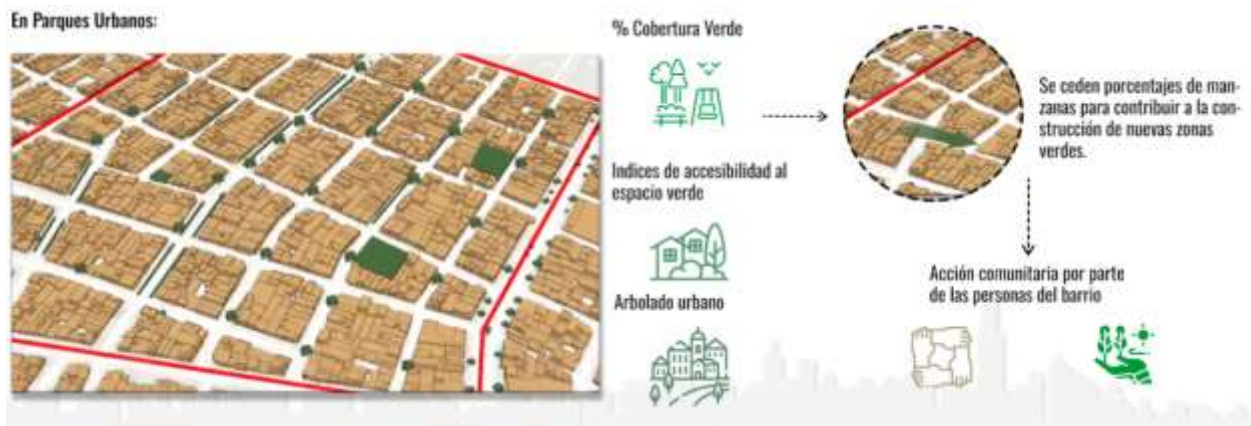 En Parques Urbanos:
% Cobertura Verde
Indices de accesibilidad al
espacio verde
Arbolado urbano
Se ceden porcentajes de man-
zanas para contribuir a la con-
strucción de nuevas zonas
verdes.
Acción comunitaria por parte
de las personas del barrio